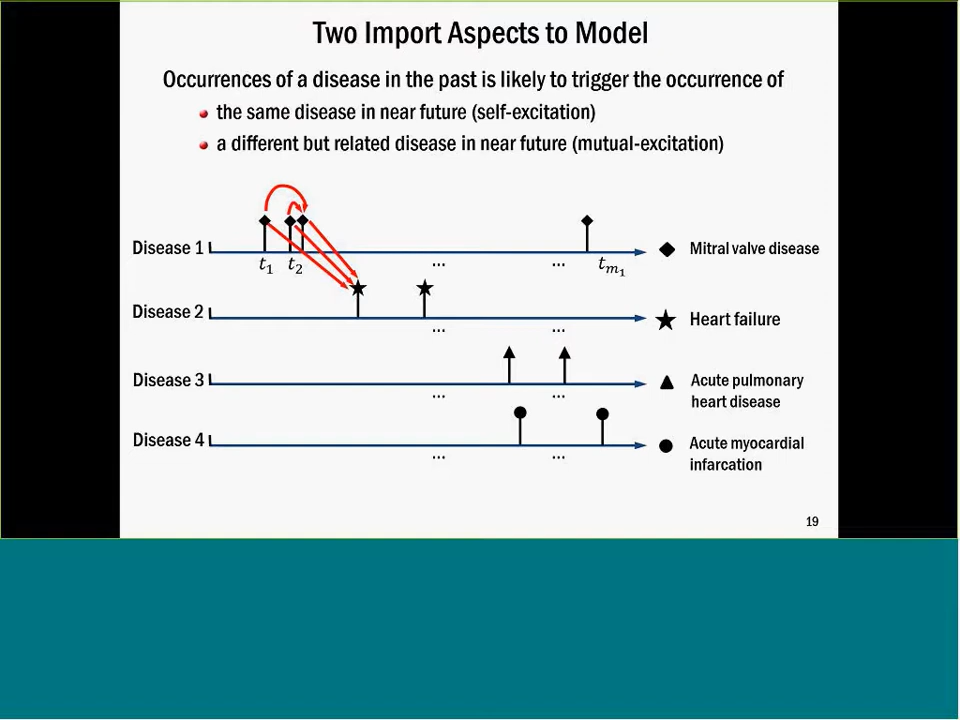 Two Import Aspects to Model
Occurrences of a disease in the past is likely to trigger the occurrence of
the same disease in near future (self-excitation)
a different but related disease in near future (mutual-excitation)
Disease 1
t1 t2 ... ... tm1
Mitral valve disease
Disease 2
... ...
Heart failure
Disease 3
... ...
Acute pulmonary
heart disease
Disease 4
... ...
Acute myocardial
infarcation
19